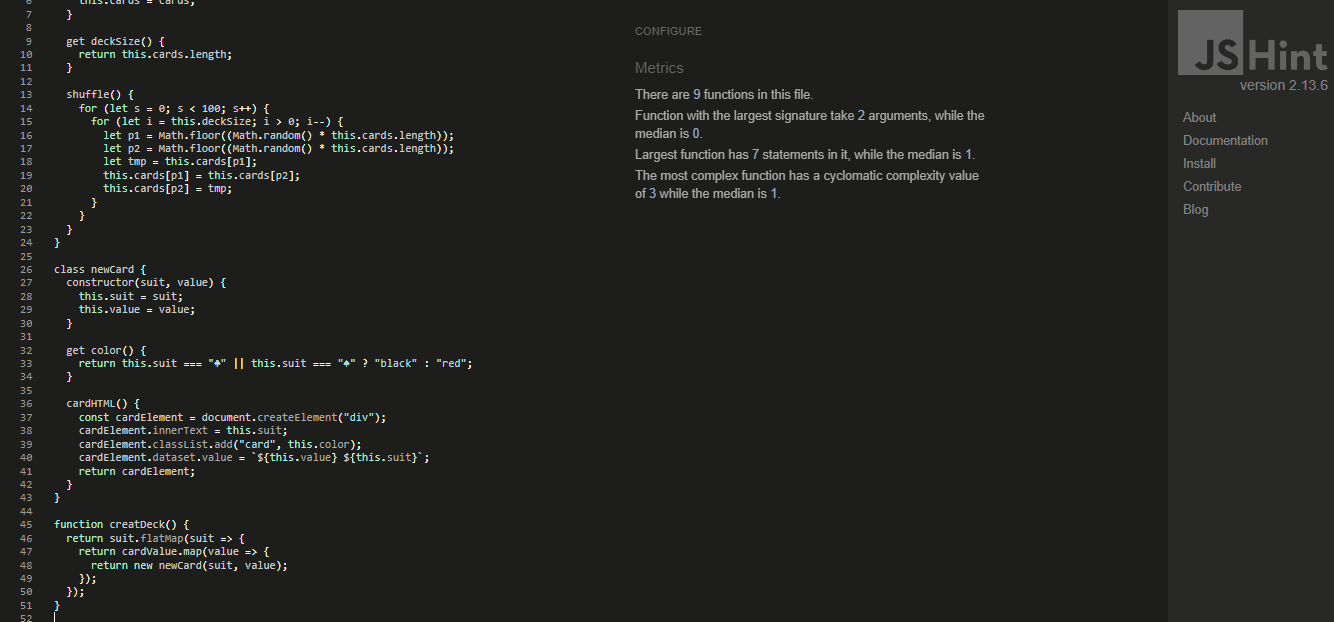 6 this.cards = cards;
7 }
8
9 get deckSize() {
10 return this.cards.length;
11 }
12
13 shuffle() {
14 for (let s = 0; s < 100; s++) {
15 for (let i = this.deckSize; i > 0; i--) {
16 let p1 = Math.floor((Math.random() * this.cards.length));
17 let p2 = Math.floor((Math.random() * this.cards.length));
18 let tmp = this.cards[p1];
19 this.cards[p1] = this.cards[p2];
20 this.cards[p2] = tmp;
21 }
22 }
23 }
24 }
25
26 class newCard {
27 constructor(suit, value) {
28 this.suit = suit;
29 this.value = value;
30 }
31
32 get color() {
33 return this.suit === "♣" || this.suit === "♠" ? "black" : "red";
34 }
35
36 cardHTML() {
37 const cardElement = document.createElement("div");
38 cardElement.innerText = this.suit;
39 cardElement.classList.add("card", this.color);
40 cardElement.dataset.value = `${this.value} ${this.suit}`;
41 return cardElement;
42 }
43 }
44
45 function creatDeck() {
46 return suit.flatMap(suit => {
47 return cardValue.map(value => {
48 return new newCard(suit, value);
49 });
50 });
51 }
52
CONFIGURE
Metrics
There are 9 functions in this file.
Function with the largest signature take 2 arguments, while the
median is 0.
Largest function has 7 statements in it, while the median is 1.
The most complex function has a cyclomatic complexity value
of 3 while the median is 1.
JSHint
version 2.13.6
About
Documentation
Install
Contribute
Blog